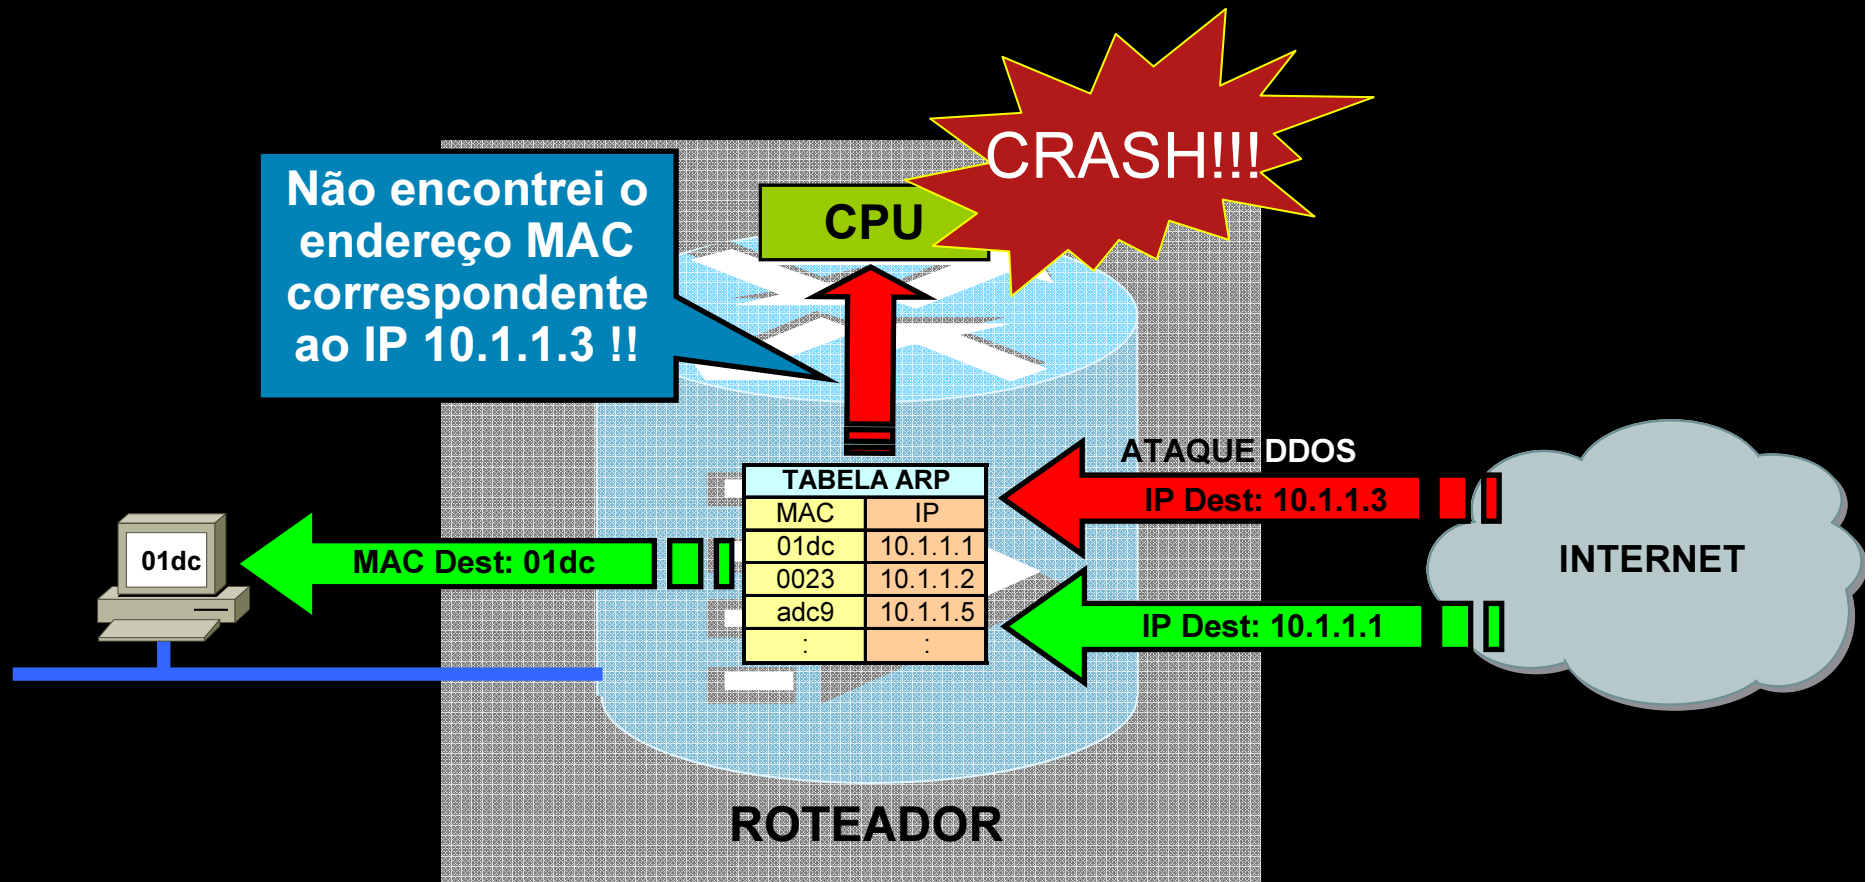 CRASH!!!
Não encontrei o
endereço MAC
correspondente
ao IP 10.1.1.3 !!
CPU
ATAQUE DDOS
IP Dest: 10.1.1.3
TABELA ARP
MAC IP
01dc 10.1.1.1
0023 10.1.1.2
adc9 10.1.1.5
: :
01dc
MAC Dest: 01dc
INTERNET
IP Dest: 10.1.1.1
ROTEADOR